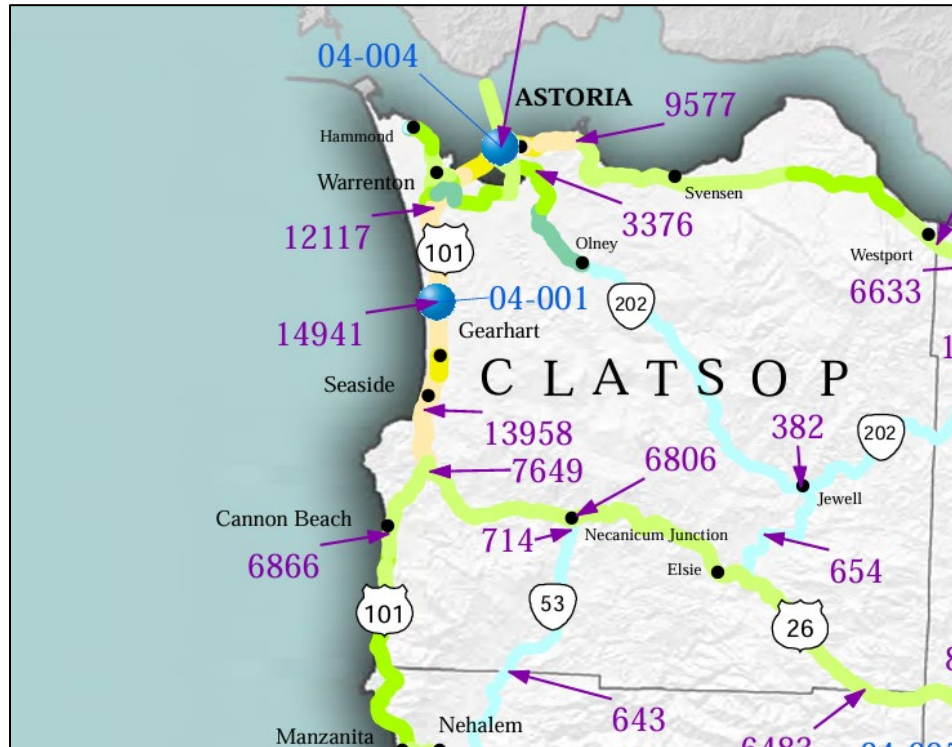 04-004
ASTORIA
9577
Hammond
Warrenton
Svensen
3376
12117
101
Olney
Westport
6633
202
04-001
14941
Gearhart
CLATSOP
Seaside
13958
382
202
7649
6806
Jewell
Cannon Beach
714
Necanicum Junction
6866
Elsie
654
101
53
26
643
Nehalem
Manzanita
6483